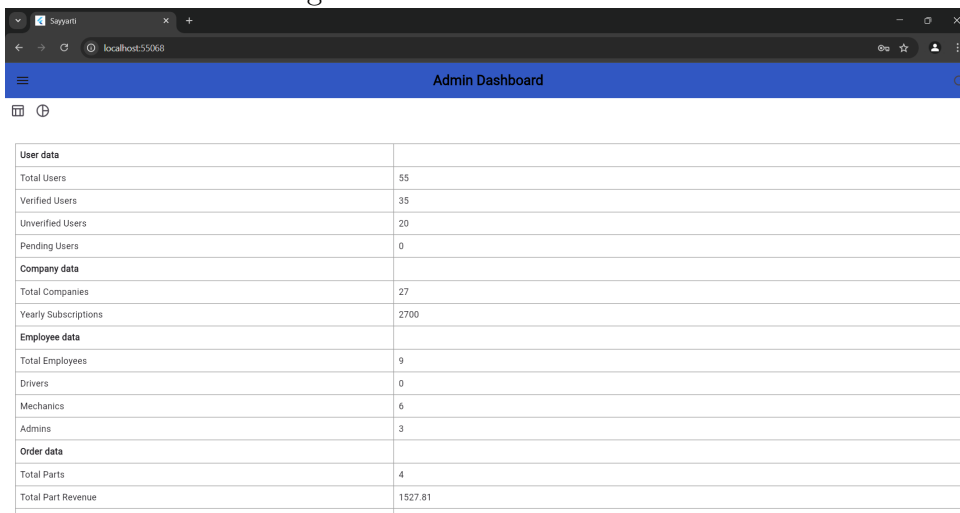 Sayyarti
localhost:55068
Admin Dashboard
User data
Total Users 55
Verified Users 35
Unverified Users 20
Pending Users 0
Company data
Total Companies 27
Yearly Subscriptions 2700
Employee data
Total Employees 9
Drivers 0
Mechanics 6
Admins 3
Order data
Total Parts 4
Total Part Revenue 1527.81